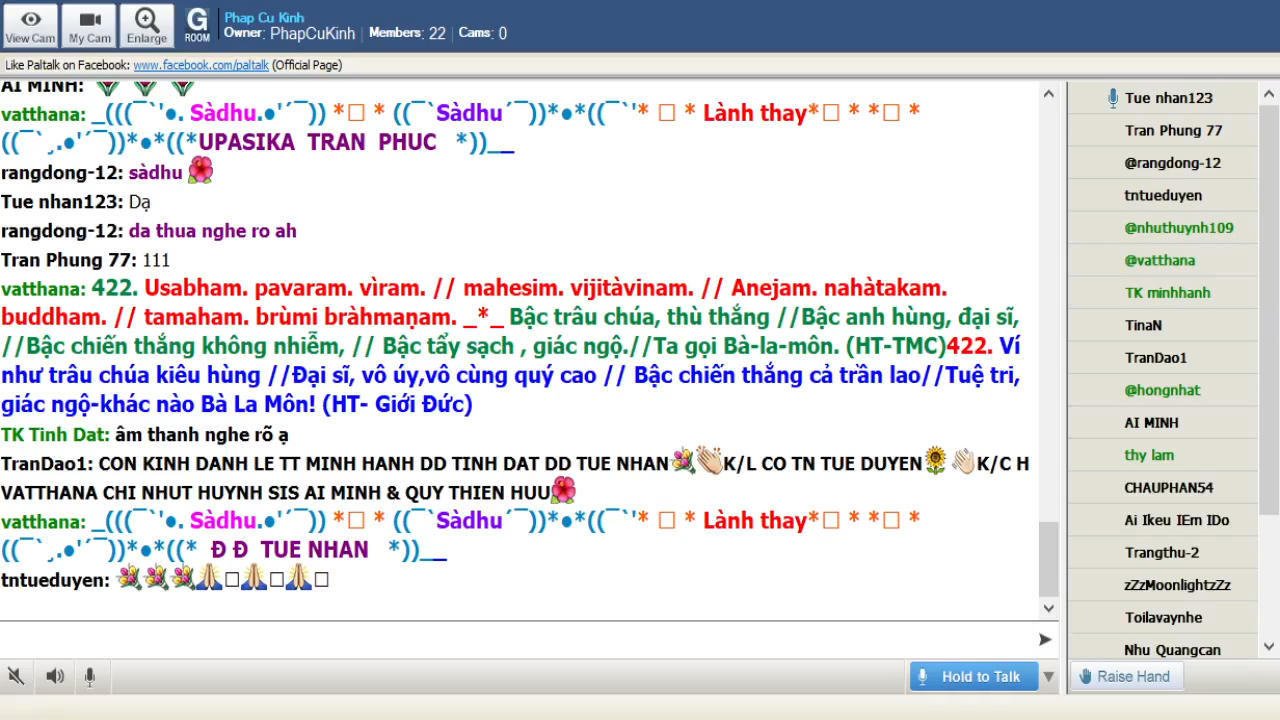 View Cam
My Cam
Enlarge
G
ROOM
Phap Cu Kinh
Owner: PhapCuKinh Members: 22 Cams: 0
Like Paltalk on Facebook: www.facebook.com/paltalk (Official Page)
AI MINH:
vatthana: _(((¯`'•. Sàdhu.•'´¯)) *□ * ((¯`Sàdhu´¯))*•*((¯`'* □ * Lành thay*□ * *□ *
((¯`¸.•'´¯))*•*((*UPASIKA TRAN PHUC *))__
rangdong-12: sàdhu
Tue nhan123: Dạ
rangdong-12: da thua nghe ro ah
Tran Phung 77: 111
vatthana: 422. Usabham. pavaram. vìram. // mahesim. vijitàvinam. // Anejam. nahàtakam.
buddham. // tamaham. brùmi bràhmaṇam. _*_ Bậc trâu chúa, thù thắng //Bậc anh hùng, đại sĩ,
//Bậc chiến thắng không nhiễm, // Bậc tẩy sạch , giác ngộ.//Ta gọi Bà-la-môn. (HT-TMC)422. Ví
như trâu chúa kiêu hùng //Đại sĩ, vô úy,vô cùng quý cao // Bậc chiến thắng cả trần lao//Tuệ tri,
giác ngộ-khác nào Bà La Môn! (HT- Giới Đức)
TK Tinh Dat: âm thanh nghe rõ ạ
TranDao1: CON KINH DANH LE TT MINH HANH DD TINH DAT DD TUE NHAN K/L CO TN TUE DUYEN K/C H
VATTHANA CHI NHUT HUYNH SIS AI MINH & QUY THIEN HUU
vatthana: _(((¯`'•. Sàdhu.•'´¯)) *□ * ((¯`Sàdhu´¯))*•*((¯`'* □ * Lành thay*□ * *□ *
((¯`¸.•'´¯))*•*((* Đ Đ TUE NHAN *))__
tntueduyen: □ □ □
Hold to Talk
Tue nhan123
Tran Phung 77
@rangdong-12
tntueduyen
@nhuthuynh109
@vatthana
TK minhhanh
TinaN
TranDao1
@hongnhat
AI MINH
thy lam
CHAUPHAN54
Ai Ikeu IEm IDo
Trangthu-2
zZzMoonlightzZz
Toilavaynhe
Nhu Quangcan
Raise Hand